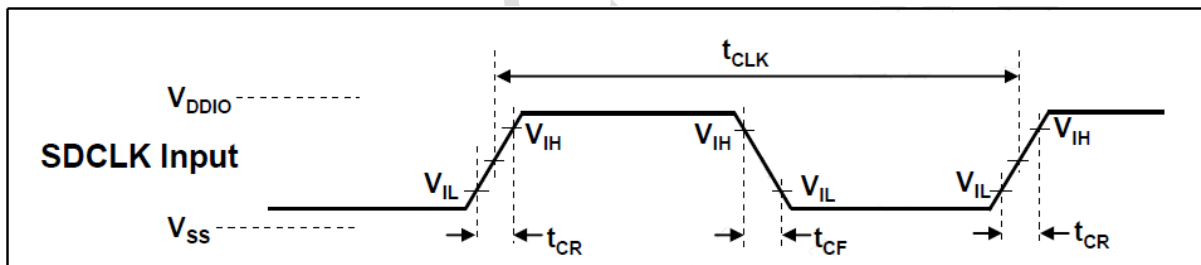 tCLK
VDDIO
VIH VIH VIH
SDCLK Input
VIL VIL VIL
VSS
tCR tCF tCR